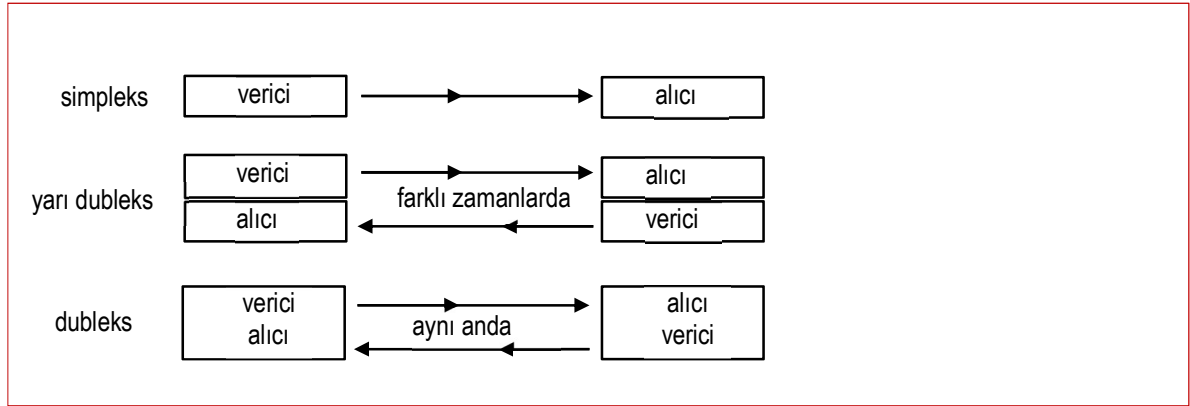 simpleks verici alıcı
verici alıcı
yarı dubleks farklı zamanlarda
alıcı verici
verici alıcı
dubleks aynı anda
alıcı verici